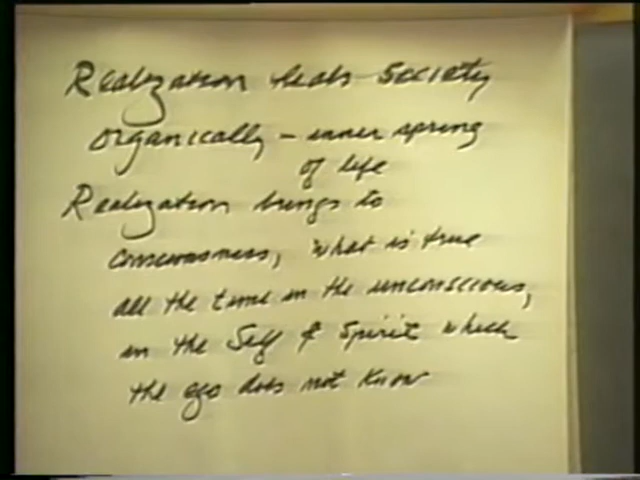 Realization heals Society
organically – inner spring
of life
Realization brings to
consciousness, what is true
all the time in the unconscious,
in the Self & Spirit which
the ego does not know